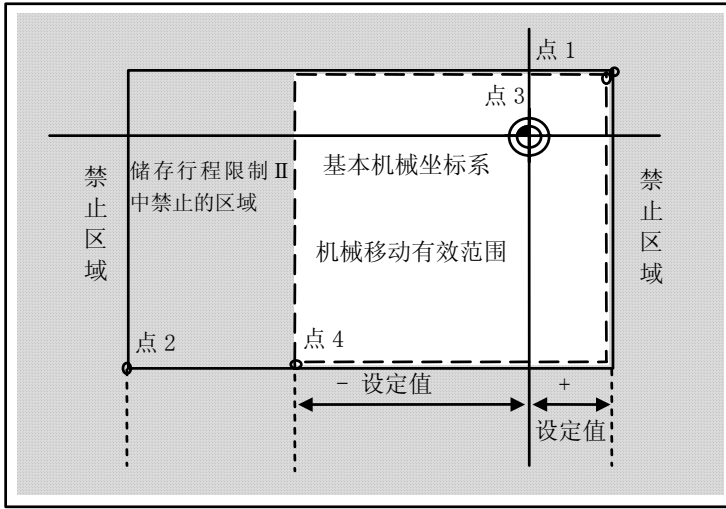 点 1
点 3
储存行程限制Ⅱ
中禁止的区域
基本机械坐标系
禁止区域
禁止区域
机械移动有效范围
点 2
点 4
- 设定值
+
设定值